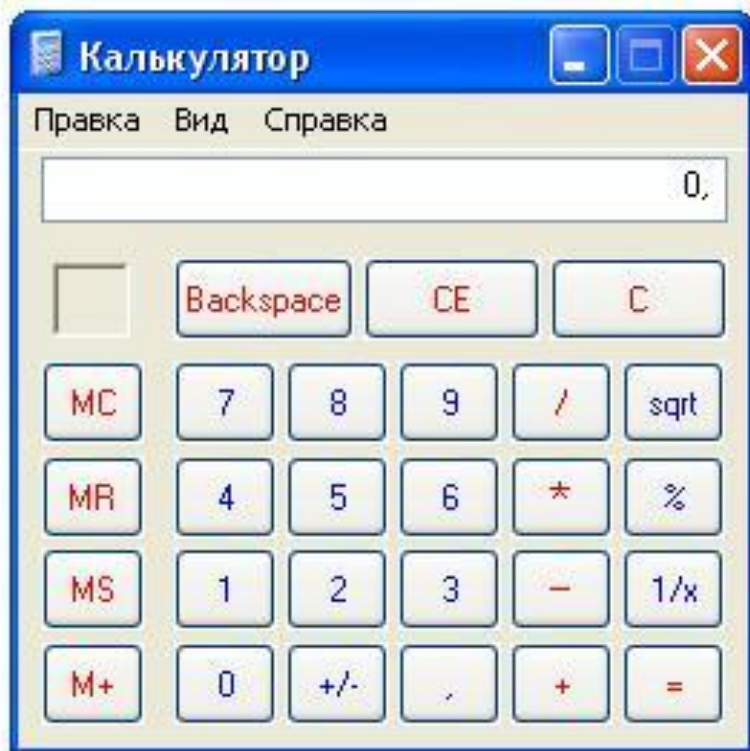 Калькулятор
Правка Вид Справка
0,
Backspace CE C
MC 7 8 9 / sqrt
MR 4 5 6 * %
MS 1 2 3 − 1/x
M+ 0 +/- , + =